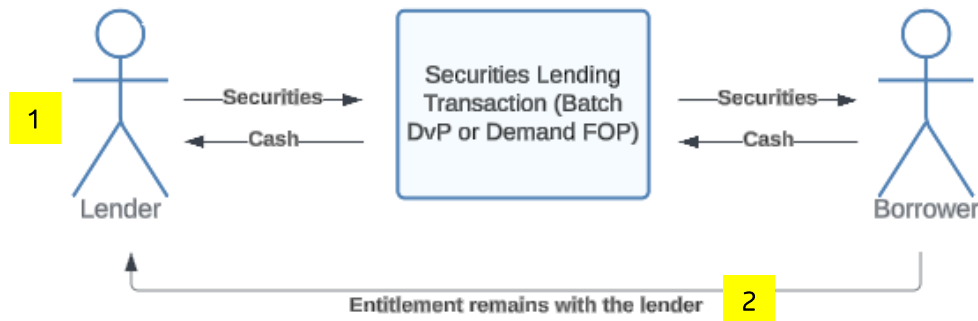 1
Lender
Securities
Cash
Securities Lending
Transaction (Batch
DvP or Demand FOP)
Securities
Cash
Borrower
Entitlement remains with the lender
2